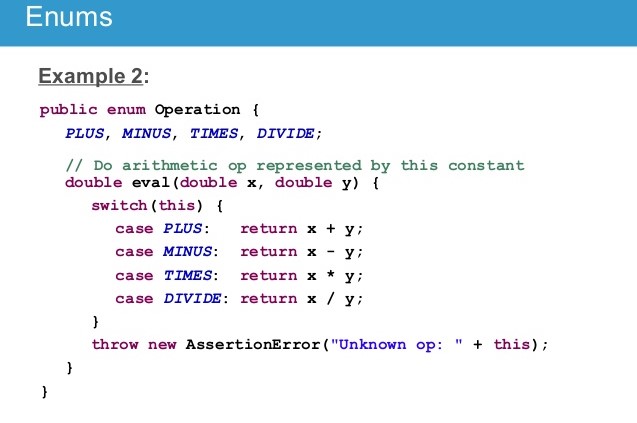 Enums
Example 2:
public enum Operation {
PLUS, MINUS, TIMES, DIVIDE;
// Do arithmetic op represented by this constant
double eval(double x, double y) {
switch(this) {
case PLUS: return x + y;
case MINUS: return x - y;
case TIMES: return x * y;
case DIVIDE: return x / y;
}
throw new AssertionError("Unknown op: " + this);
}
}